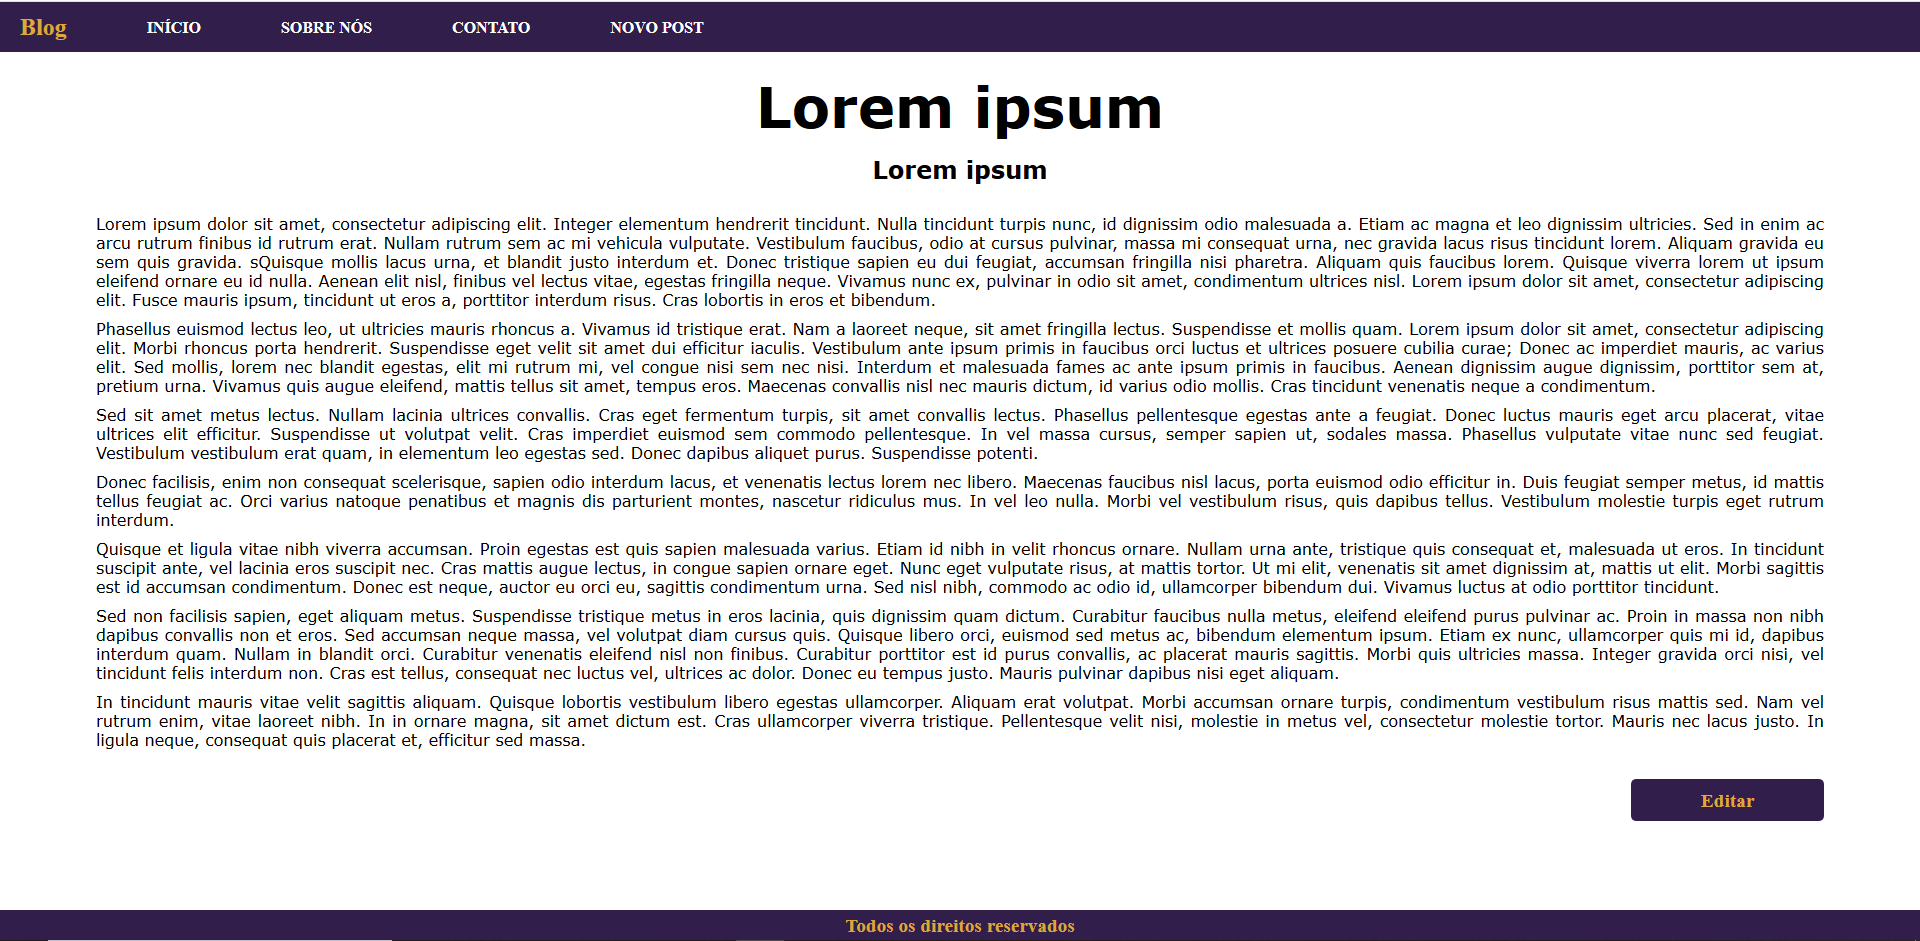 Blog INÍCIO SOBRE NÓS CONTATO NOVO POST
Lorem ipsum
Lorem ipsum
Lorem ipsum dolor sit amet, consectetur adipiscing elit. Integer elementum hendrerit tincidunt. Nulla tincidunt turpis nunc, id dignissim odio malesuada a. Etiam ac magna et leo dignissim ultricies. Sed in enim ac
arcu rutrum finibus id rutrum erat. Nullam rutrum sem ac mi vehicula vulputate. Vestibulum faucibus, odio at cursus pulvinar, massa mi consequat urna, nec gravida lacus risus tincidunt lorem. Aliquam gravida eu
sem quis gravida. sQuisque mollis lacus urna, et blandit justo interdum et. Donec tristique sapien eu dui feugiat, accumsan fringilla nisi pharetra. Aliquam quis faucibus lorem. Quisque viverra lorem ut ipsum
eleifend ornare eu id nulla. Aenean elit nisl, finibus vel lectus vitae, egestas fringilla neque. Vivamus nunc ex, pulvinar in odio sit amet, condimentum ultrices nisl. Lorem ipsum dolor sit amet, consectetur adipiscing
elit. Fusce mauris ipsum, tincidunt ut eros a, porttitor interdum risus. Cras lobortis in eros et bibendum.
Phasellus euismod lectus leo, ut ultricies mauris rhoncus a. Vivamus id tristique erat. Nam a laoreet neque, sit amet fringilla lectus. Suspendisse et mollis quam. Lorem ipsum dolor sit amet, consectetur adipiscing
elit. Morbi rhoncus porta hendrerit. Suspendisse eget velit sit amet dui efficitur iaculis. Vestibulum ante ipsum primis in faucibus orci luctus et ultrices posuere cubilia curae; Donec ac imperdiet mauris, ac varius
elit. Sed mollis, lorem nec blandit egestas, elit mi rutrum mi, vel congue nisi sem nec nisi. Interdum et malesuada fames ac ante ipsum primis in faucibus. Aenean dignissim augue dignissim, porttitor sem at,
pretium urna. Vivamus quis augue eleifend, mattis tellus sit amet, tempus eros. Maecenas convallis nisl nec mauris dictum, id varius odio mollis. Cras tincidunt venenatis neque a condimentum.
Sed sit amet metus lectus. Nullam lacinia ultrices convallis. Cras eget fermentum turpis, sit amet convallis lectus. Phasellus pellentesque egestas ante a feugiat. Donec luctus mauris eget arcu placerat, vitae
ultrices elit efficitur. Suspendisse ut volutpat velit. Cras imperdiet euismod sem commodo pellentesque. In vel massa cursus, semper sapien ut, sodales massa. Phasellus vulputate vitae nunc sed feugiat.
Vestibulum vestibulum erat quam, in elementum leo egestas sed. Donec dapibus aliquet purus. Suspendisse potenti.
Donec facilisis, enim non consequat scelerisque, sapien odio interdum lacus, et venenatis lectus lorem nec libero. Maecenas faucibus nisl lacus, porta euismod odio efficitur in. Duis feugiat semper metus, id mattis
tellus feugiat ac. Orci varius natoque penatibus et magnis dis parturient montes, nascetur ridiculus mus. In vel leo nulla. Morbi vel vestibulum risus, quis dapibus tellus. Vestibulum molestie turpis eget rutrum
interdum.
Quisque et ligula vitae nibh viverra accumsan. Proin egestas est quis sapien malesuada varius. Etiam id nibh in velit rhoncus ornare. Nullam urna ante, tristique quis consequat et, malesuada ut eros. In tincidunt
suscipit ante, vel lacinia eros suscipit nec. Cras mattis augue lectus, in congue sapien ornare eget. Nunc eget vulputate risus, at mattis tortor. Ut mi elit, venenatis sit amet dignissim at, mattis ut elit. Morbi sagittis
est id accumsan condimentum. Donec est neque, auctor eu orci eu, sagittis condimentum urna. Sed nisl nibh, commodo ac odio id, ullamcorper bibendum dui. Vivamus luctus at odio porttitor tincidunt.
Sed non facilisis sapien, eget aliquam metus. Suspendisse tristique metus in eros lacinia, quis dignissim quam dictum. Curabitur faucibus nulla metus, eleifend eleifend purus pulvinar ac. Proin in massa non nibh
dapibus convallis non et eros. Sed accumsan neque massa, vel volutpat diam cursus quis. Quisque libero orci, euismod sed metus ac, bibendum elementum ipsum. Etiam ex nunc, ullamcorper quis mi id, dapibus
interdum quam. Nullam in blandit orci. Curabitur venenatis eleifend nisl non finibus. Curabitur porttitor est id purus convallis, ac placerat mauris sagittis. Morbi quis ultricies massa. Integer gravida orci nisi, vel
tincidunt felis interdum non. Cras est tellus, consequat nec luctus vel, ultrices ac dolor. Donec eu tempus justo. Mauris pulvinar dapibus nisi eget aliquam.
In tincidunt mauris vitae velit sagittis aliquam. Quisque lobortis vestibulum libero egestas ullamcorper. Aliquam erat volutpat. Morbi accumsan ornare turpis, condimentum vestibulum risus mattis sed. Nam vel
rutrum enim, vitae laoreet nibh. In in ornare magna, sit amet dictum est. Cras ullamcorper viverra tristique. Pellentesque velit nisi, molestie in metus vel, consectetur molestie tortor. Mauris nec lacus justo. In
ligula neque, consequat quis placerat et, efficitur sed massa.
Editar
Todos os direitos reservados